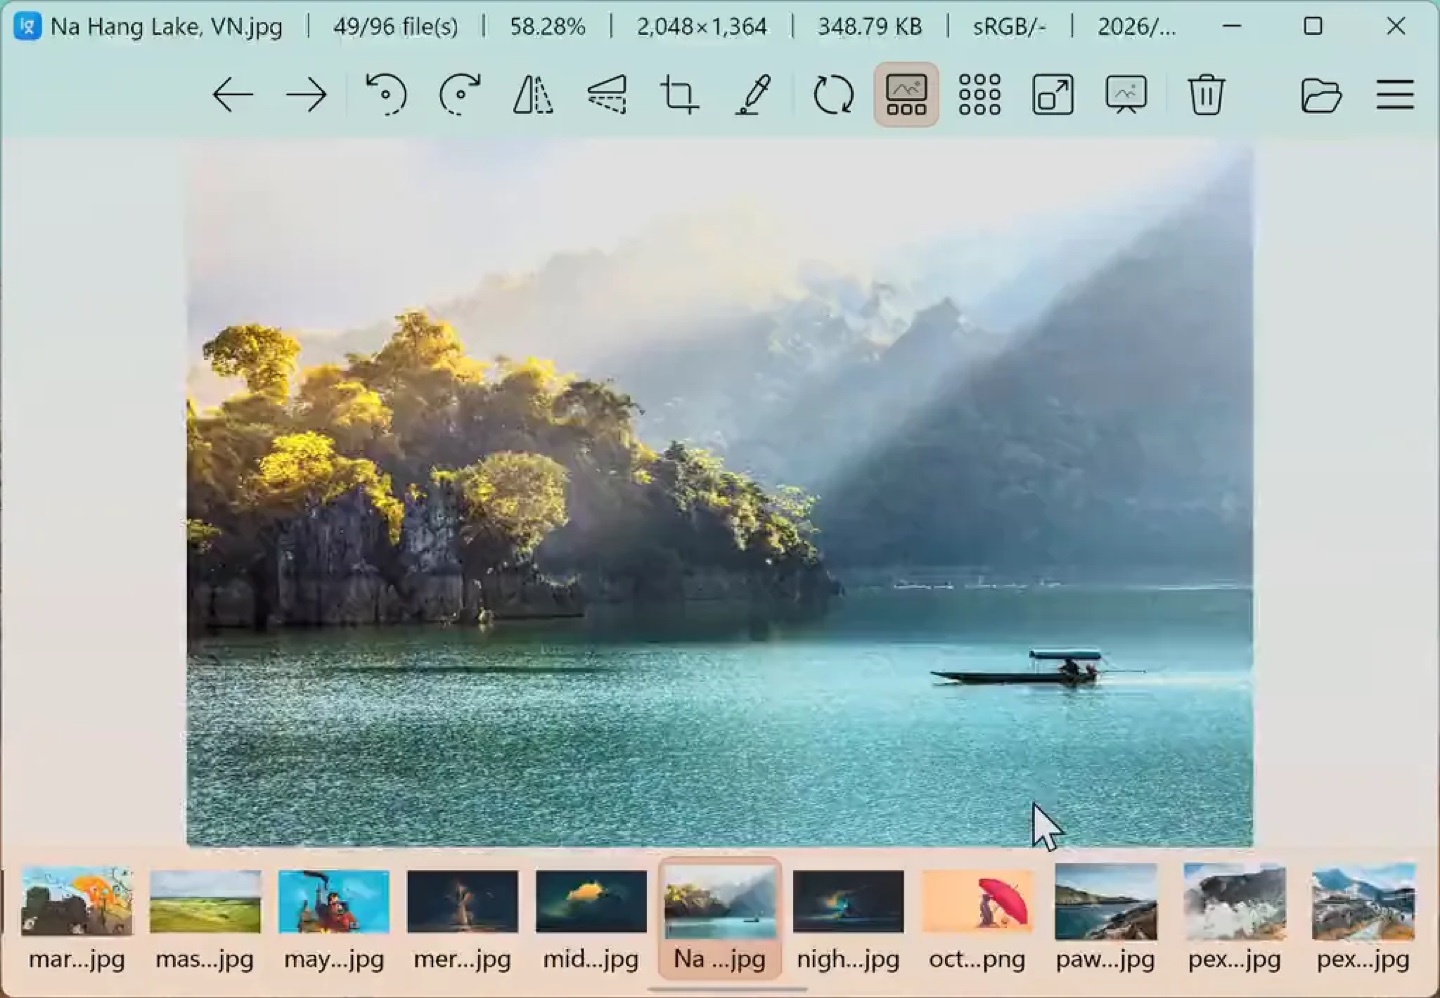 Na Hang Lake, VN.jpg | 49/96 file(s) | 58.28% | 2,048×1,364 | 348.79 KB | sRGB/- | 2026/...
mar...jpg mas...jpg may...jpg mer...jpg mid...jpg Na ...jpg nigh...jpg oct...png paw...jpg pex...jpg pex...jpg